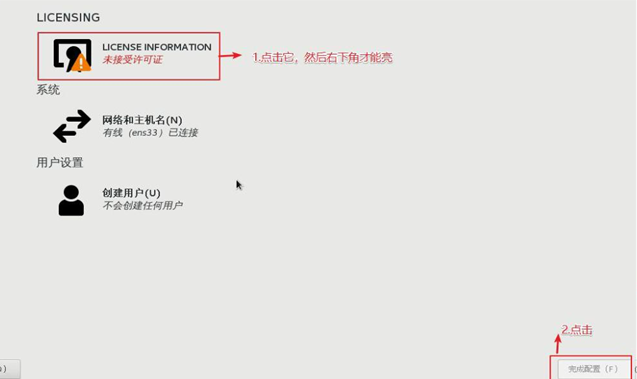 LICENSING
LICENSE INFORMATION
未接受许可证
1.点击它，然后右下角才能亮
系统
网络和主机名(N)
有线（ens33）已连接
用户设置
创建用户(U)
不会创建任何用户
2.点击
完成配置（F）